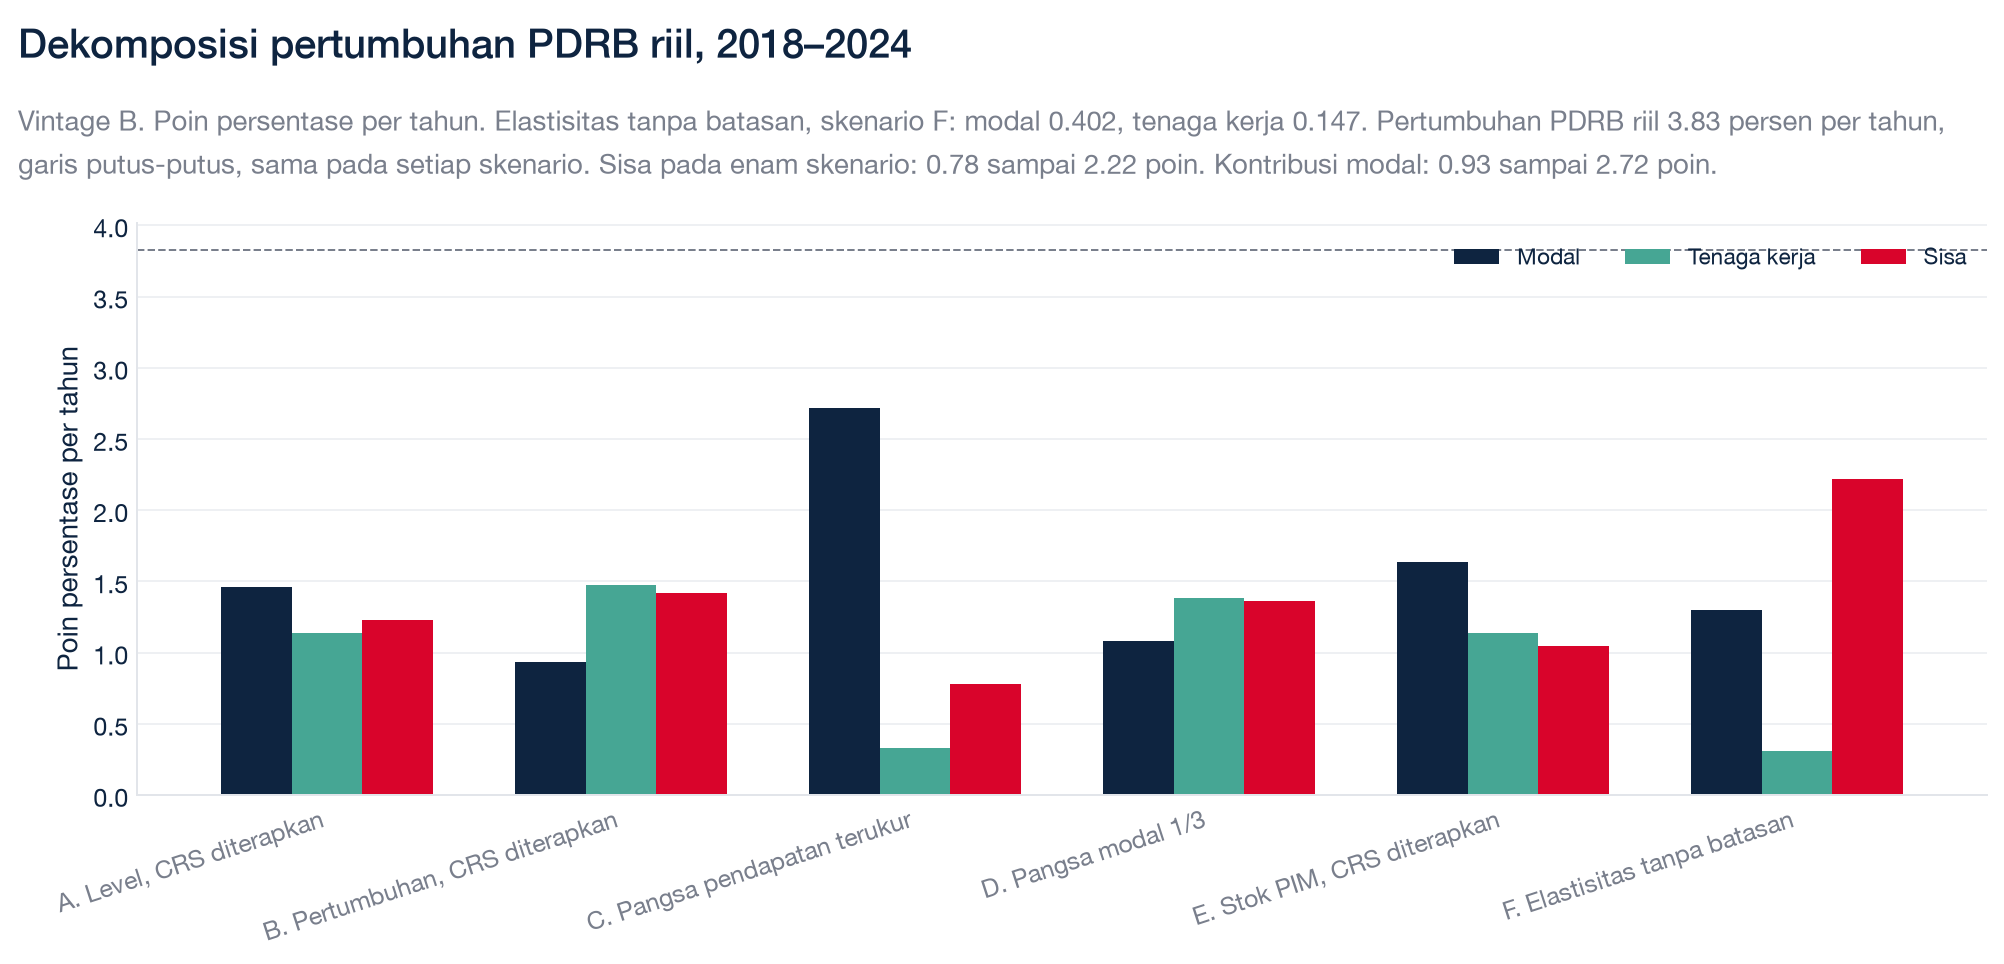 Dekomposisi pertumbuhan PDRB riil, 2018–2024
Vintage B. Poin persentase per tahun. Elastisitas tanpa batasan, skenario F: modal 0.402, tenaga kerja 0.147. Pertumbuhan PDRB riil 3.83 persen per tahun,
garis putus-putus, sama pada setiap skenario. Sisa pada enam skenario: 0.78 sampai 2.22 poin. Kontribusi modal: 0.93 sampai 2.72 poin.
Modal
Tenaga kerja
Sisa
Poin persentase per tahun
4.0
3.5
3.0
2.5
2.0
1.5
1.0
0.5
0.0
A. Level, CRS diterapkan
B. Pertumbuhan, CRS diterapkan
C. Pangsa pendapatan terukur
D. Pangsa modal 1/3
E. Stok PIM, CRS diterapkan
F. Elastisitas tanpa batasan